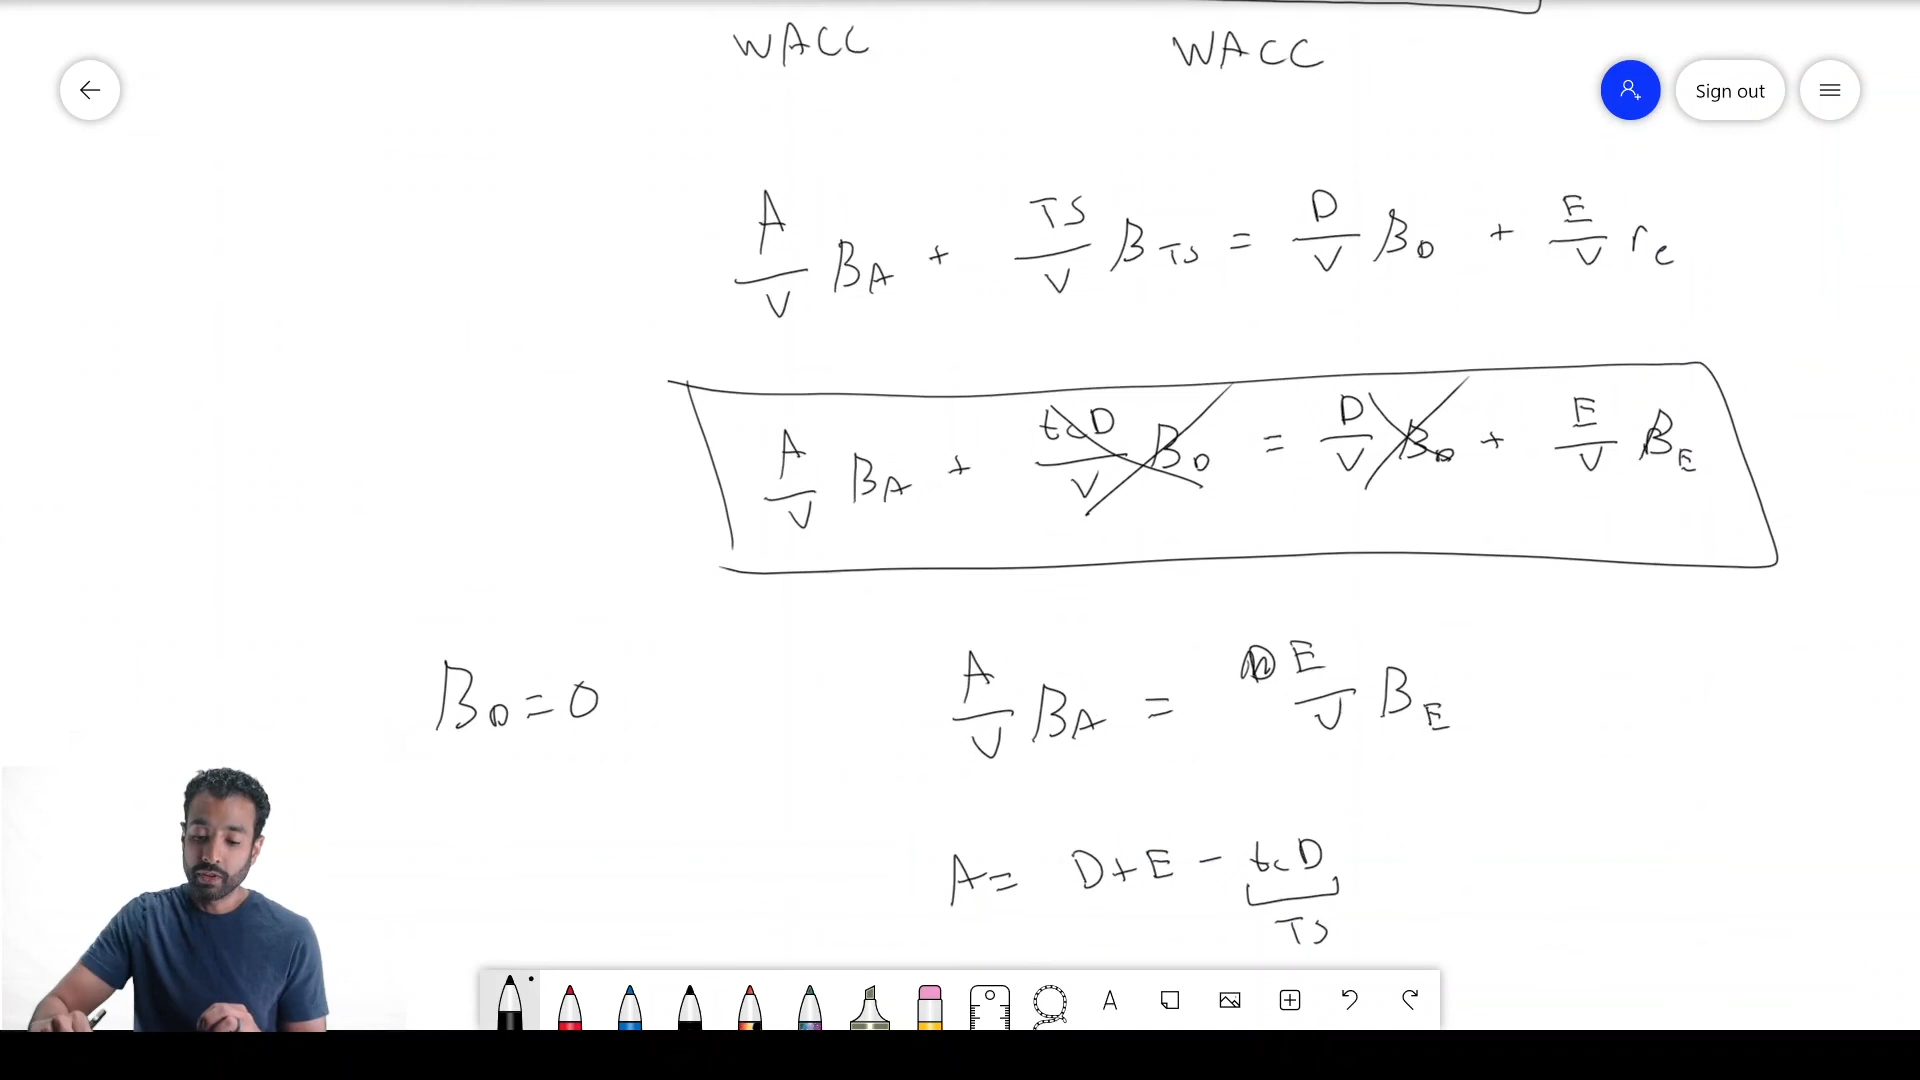 WACC WACC
Sign out
A/V βA + TS/V βTS = D/V βD + E/V re
A/V βA + tcD/V βD = D/V βD + E/V βE
βD = 0
A/V βA = E/V βE
A = D+E - tcD
TS
A